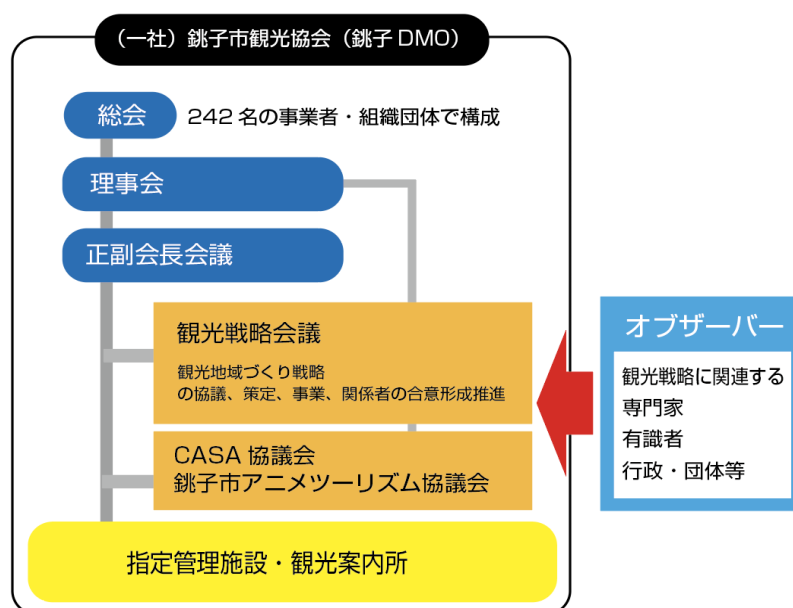 （一社）銚子市観光協会（銚子DMO）
総会
242名の事業者・組織団体で構成
理事会
正副会長会議
観光戦略会議
観光地域づくり戦略
の協議、策定、事業、関係者の合意形成推進
CASA 協議会
銚子市アニメツーリズム協議会
指定管理施設・観光案内所
オブザーバー
観光戦略に関連する
専門家
有識者
行政・団体等